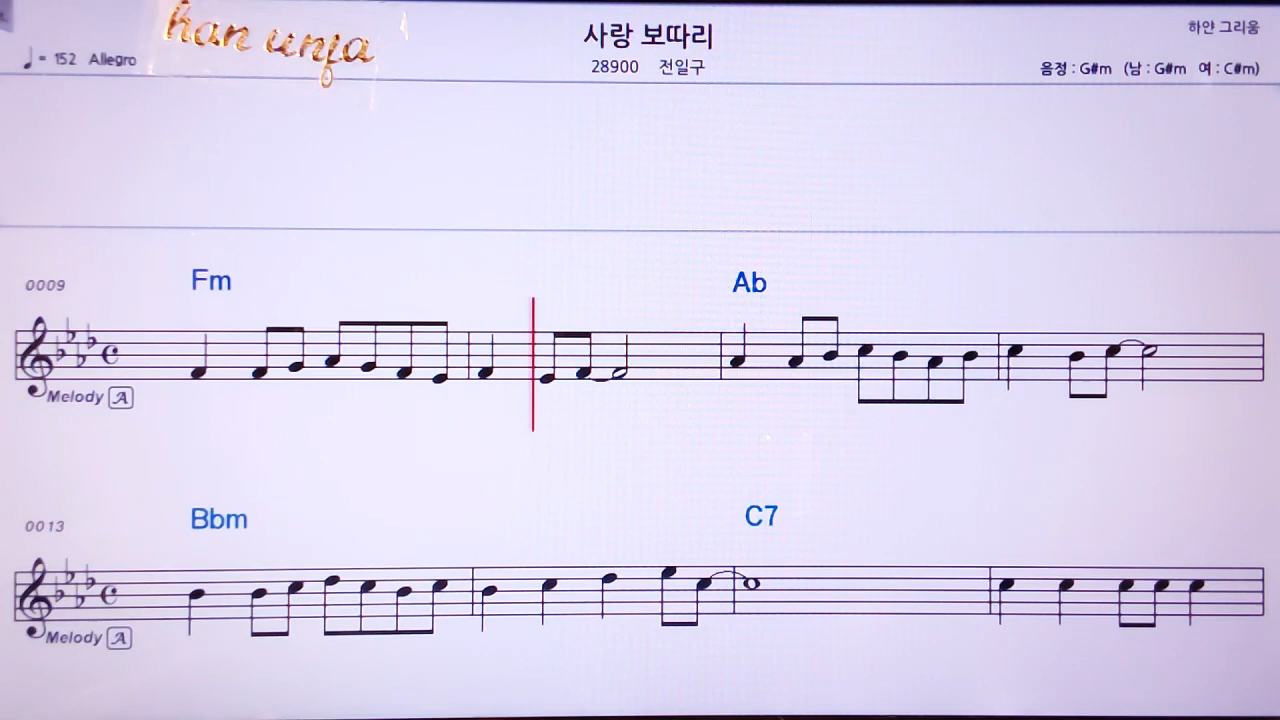 han unja
사랑 보따리
하얀 그리움
♩ = 152 Allegro
28900 전일구
음정 : G#m (남 : G#m 여 : C#m)
0009 Fm Ab
Melody A
0013 Bbm C7
Melody A